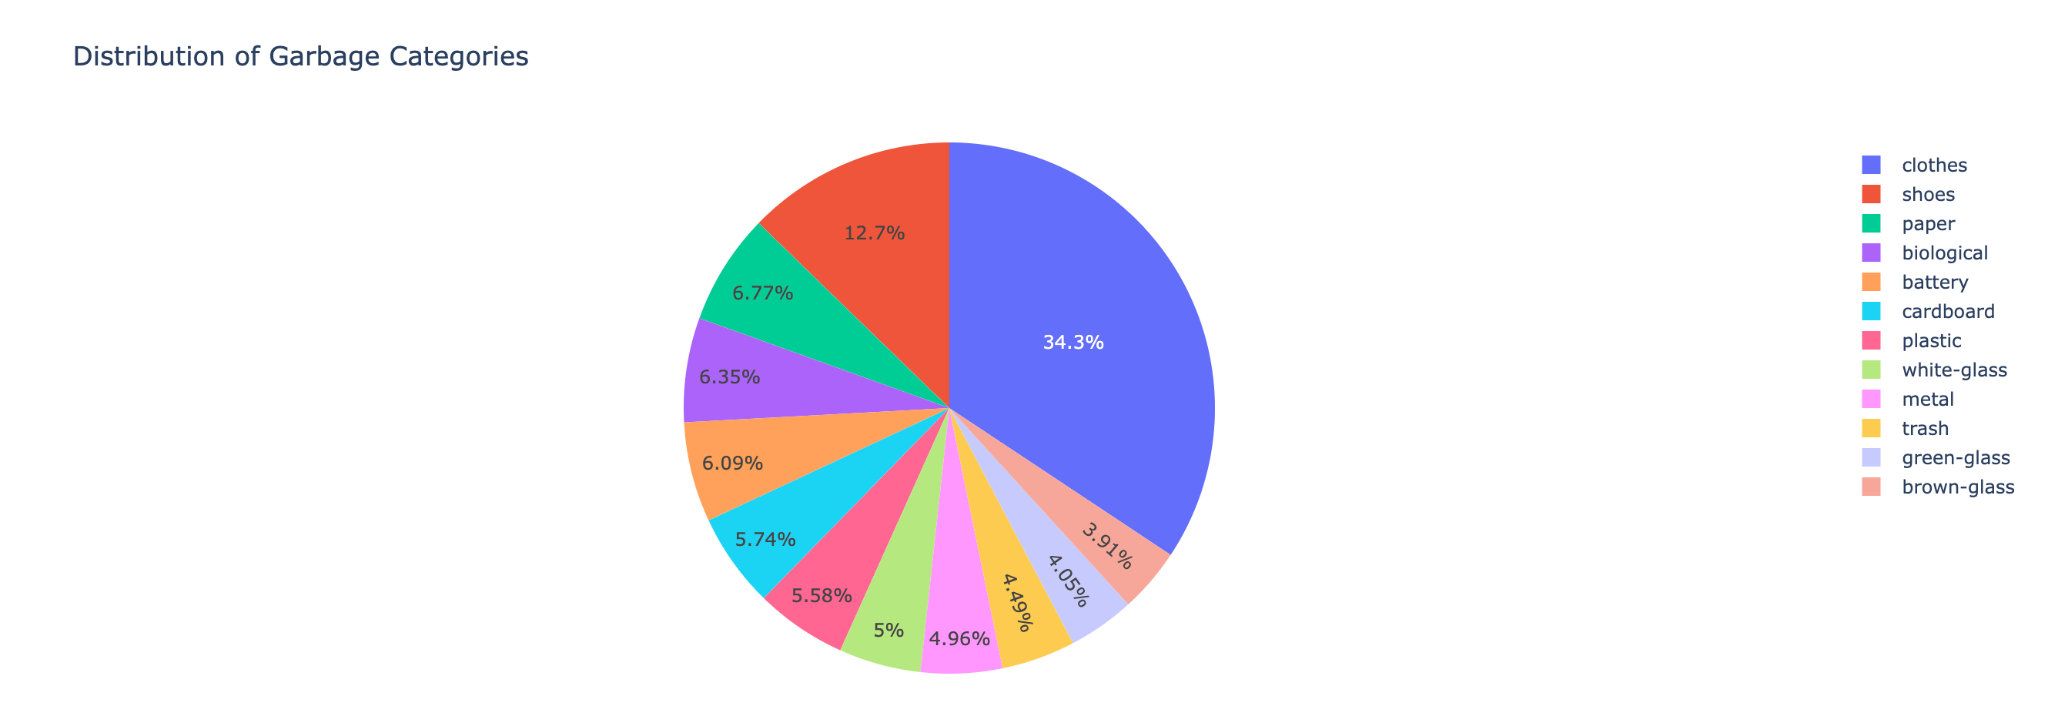 Distribution of Garbage Categories
12.7%
6.77%
34.3%
6.35%
6.09%
5.74%
5.58%
5%
4.96%
4.49%
4.05%
3.91%
clothes
shoes
paper
biological
battery
cardboard
plastic
white-glass
metal
trash
green-glass
brown-glass